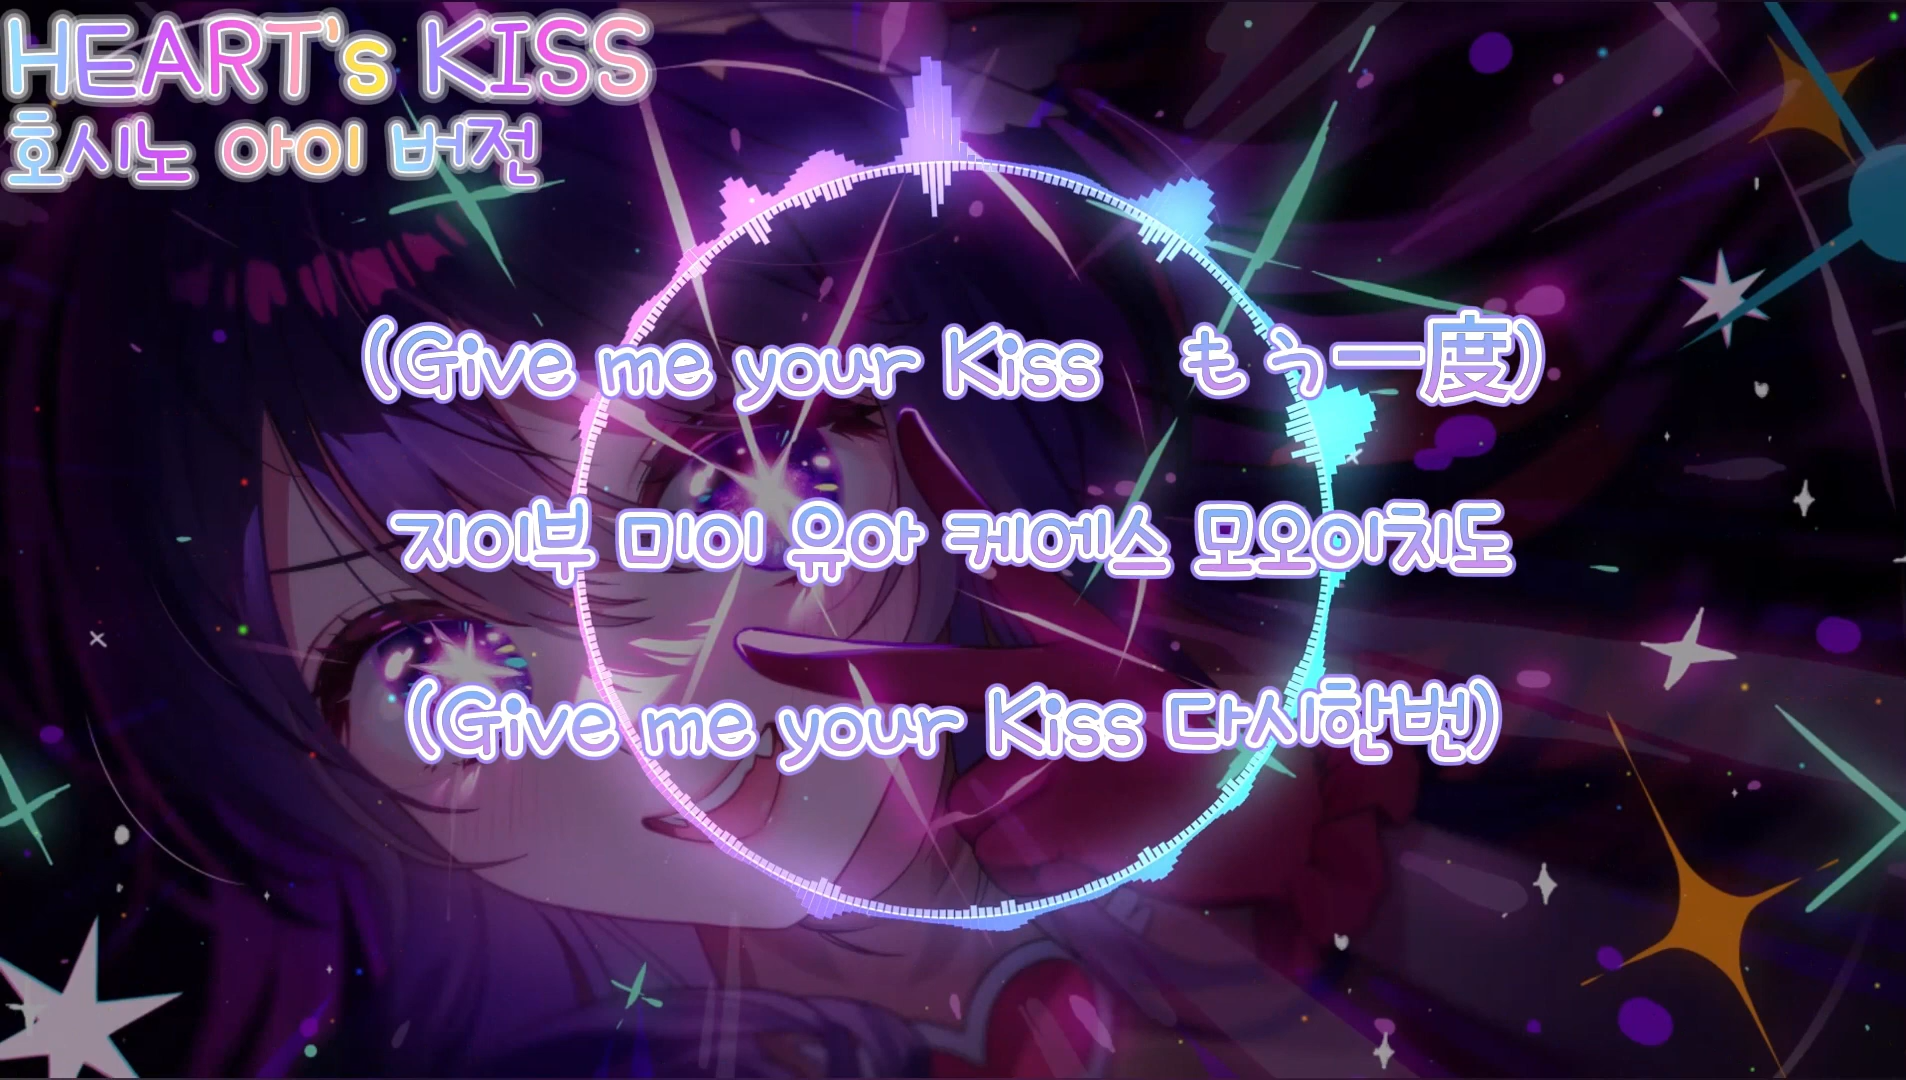 HEART's KISS
호시노 아이 버전
(Give me your Kiss　もう一度)
지이부 미이 유아 케에스 모오이치도
(Give me your Kiss 다시한번)